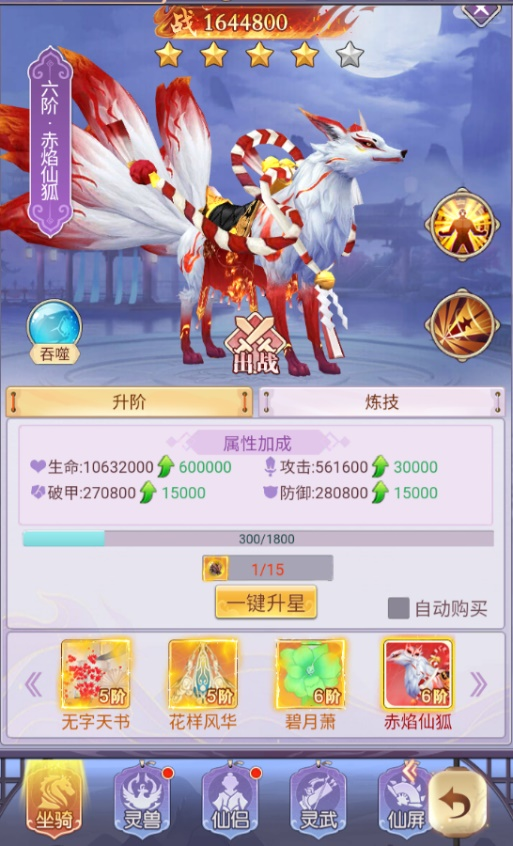 战 1644800
六阶·赤焰仙狐
吞噬
出战
升阶
炼技
属性加成
生命:10632000 600000
攻击:561600 30000
破甲:270800 15000
防御:280800 15000
300/1800
1/15
一键升星
自动购买
5阶
5阶
6阶
6阶
无字天书
花样风华
碧月萧
赤焰仙狐
坐骑
灵兽
仙侣
灵武
仙屏